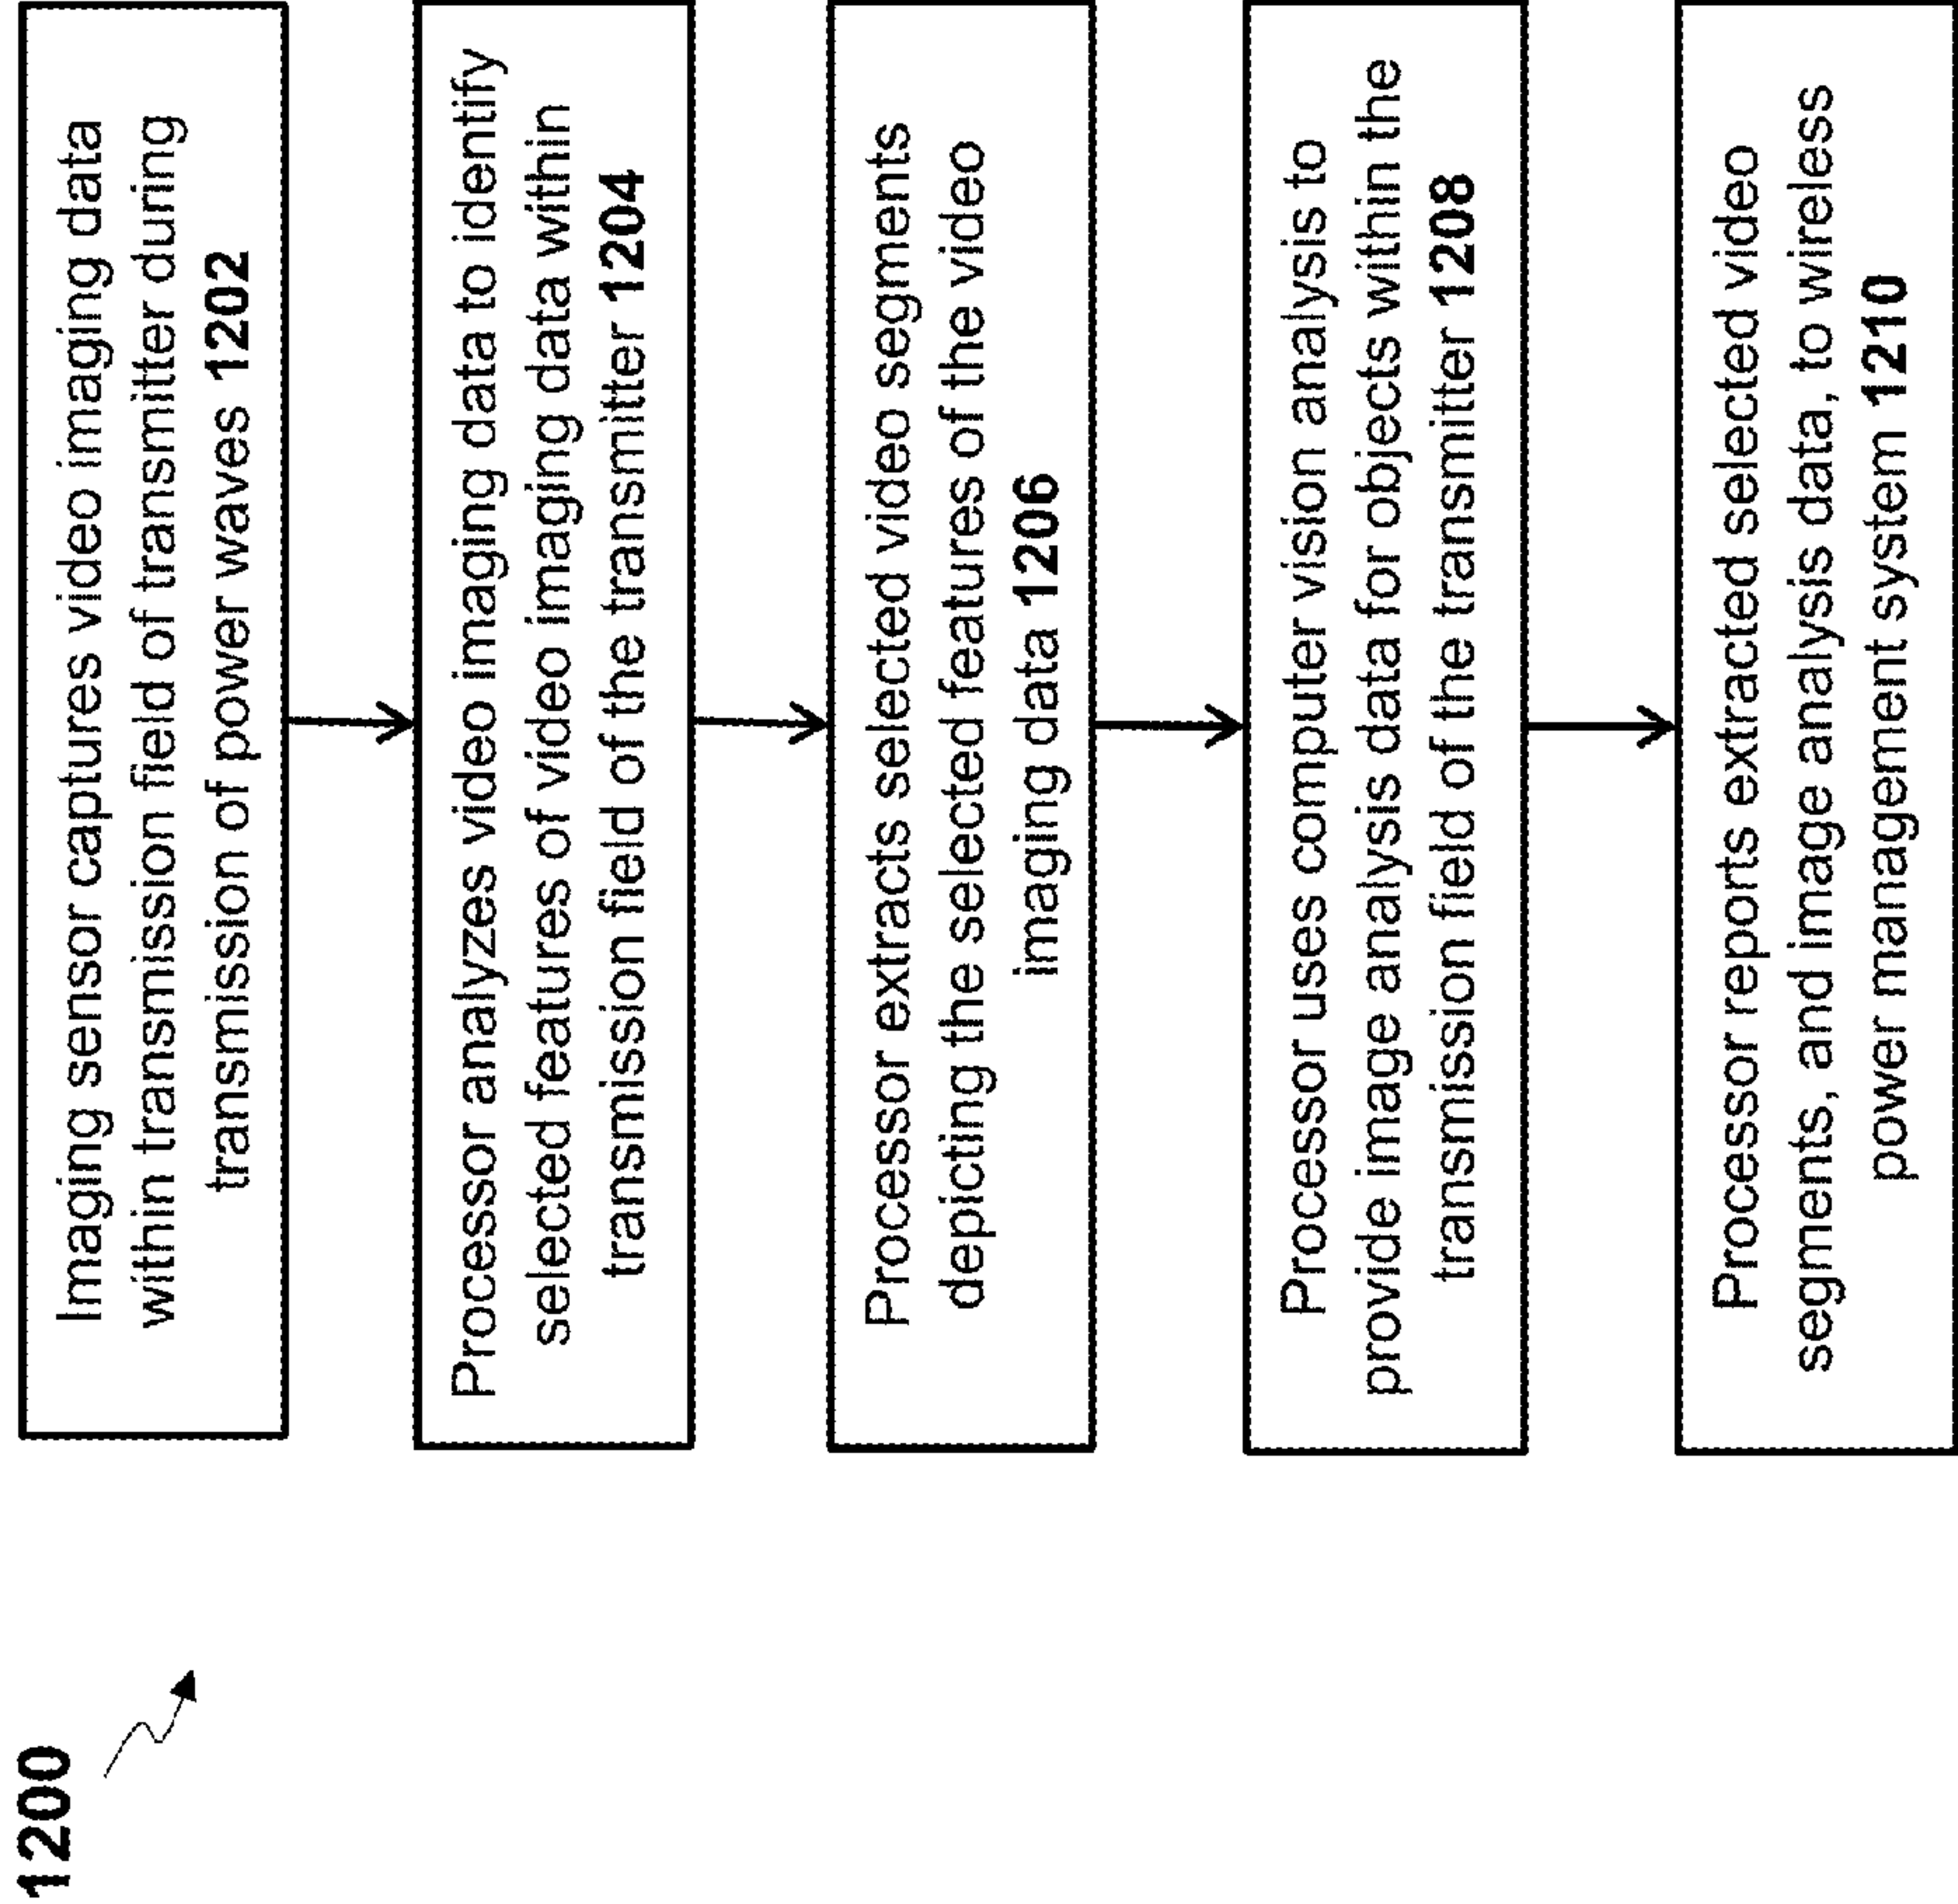 1200
Imaging sensor captures video imaging data
within transmission field of transmitter during
transmission of power waves 1202
Processor analyzes video imaging data to identify
selected features of video imaging data within
transmission field of the transmitter 1204
Processor extracts selected video segments
depicting the selected features of the video
imaging data 1206
Processor uses computer vision analysis to
provide image analysis data for objects within the
transmission field of the transmitter 1208
Processor reports extracted selected video
segments, and image analysis data, to wireless
power management system 1210